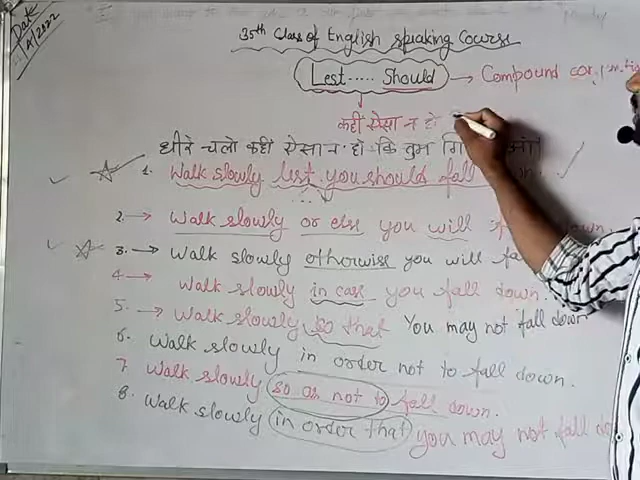 Date
35th Class of English speaking Course
Lest..... Should → Compound
कहीं ऐसा न हो
धीरे चलो कहीं ऐसा न हो कि तुम
1. Walk slowly lest you should fall
2. → Walk slowly or else you will
3. → Walk slowly otherwise you will
4 → Walk slowly in case you fall down.
5. → Walk slowly so that You may not fall down
6. Walk slowly in order not to fall down.
7. Walk slowly so as not to fall down.
8. Walk slowly in order that you may not fall